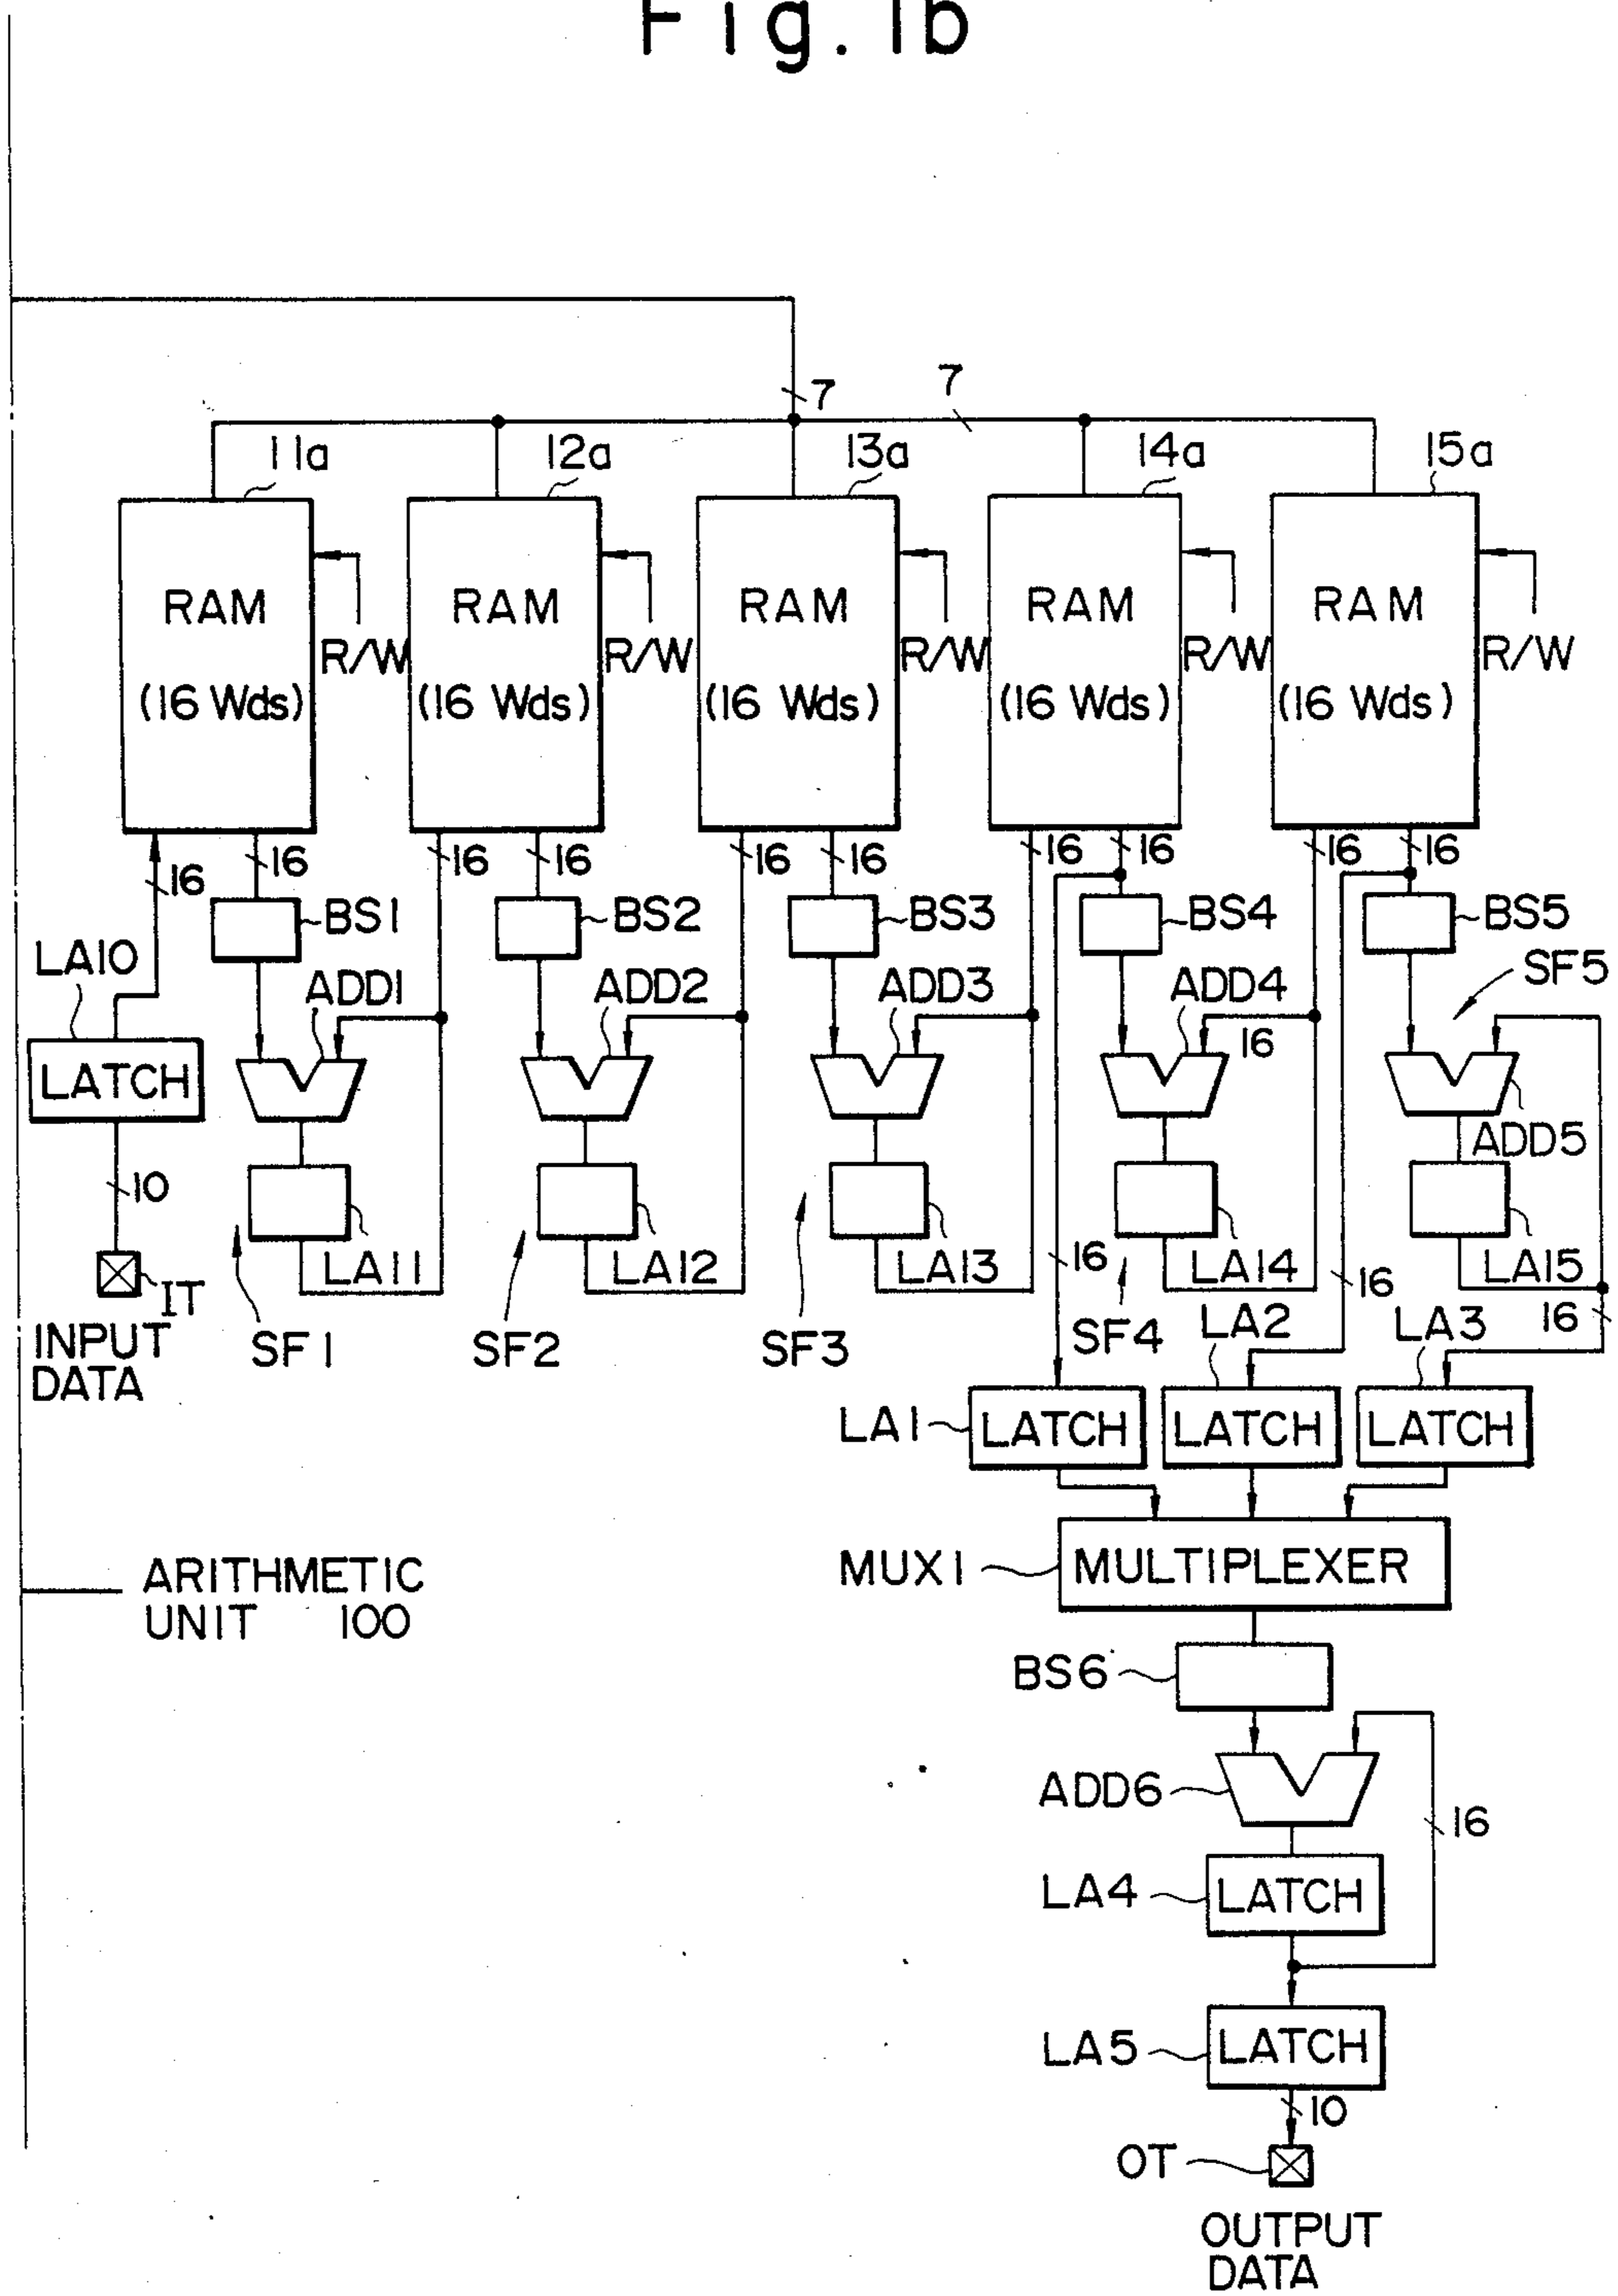 Fig. 1b
7
7
11a 12a 13a 14a 15a
RAM (16 Wds) R/W
RAM (16 Wds) R/W
RAM (16 Wds) R/W
RAM (16 Wds) R/W
RAM (16 Wds) R/W
16 16 16 16 16 16 16 16 16 16
BS1 BS2 BS3 BS4 BS5
LA10
LATCH
ADD1 ADD2 ADD3 ADD4 ADD5
16
SF5
10
IT
INPUT
DATA
LA11 LA12 LA13 LA14 LA15
16 16 16
SF1 SF2 SF3 SF4
LA2 LA3
LA1 LATCH LATCH LATCH
MUX1 MULTIPLEXER
ARITHMETIC
UNIT 100
BS6
ADD6
16
LA4 LATCH
LA5 LATCH
10
OT
OUTPUT
DATA